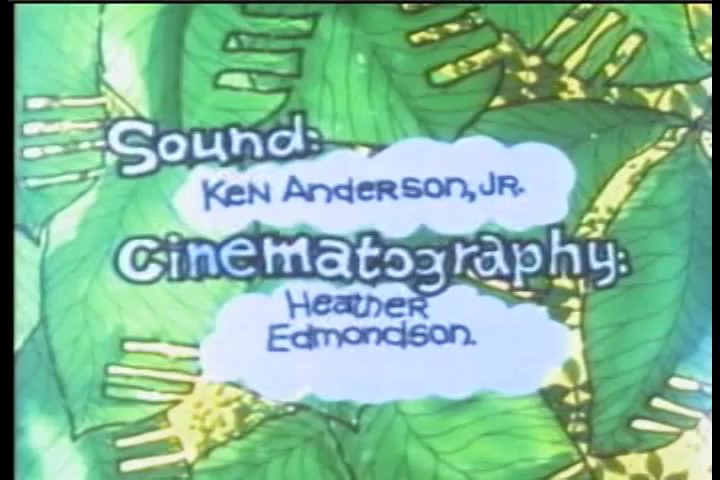 Sound:
Ken Anderson, Jr.
Cinematography:
Heather
Edmondson.